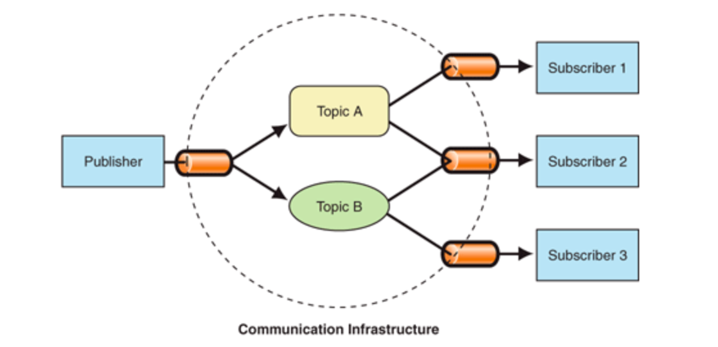 Subscriber 1
Topic A
Publisher
Subscriber 2
Topic B
Subscriber 3
Communication Infrastructure